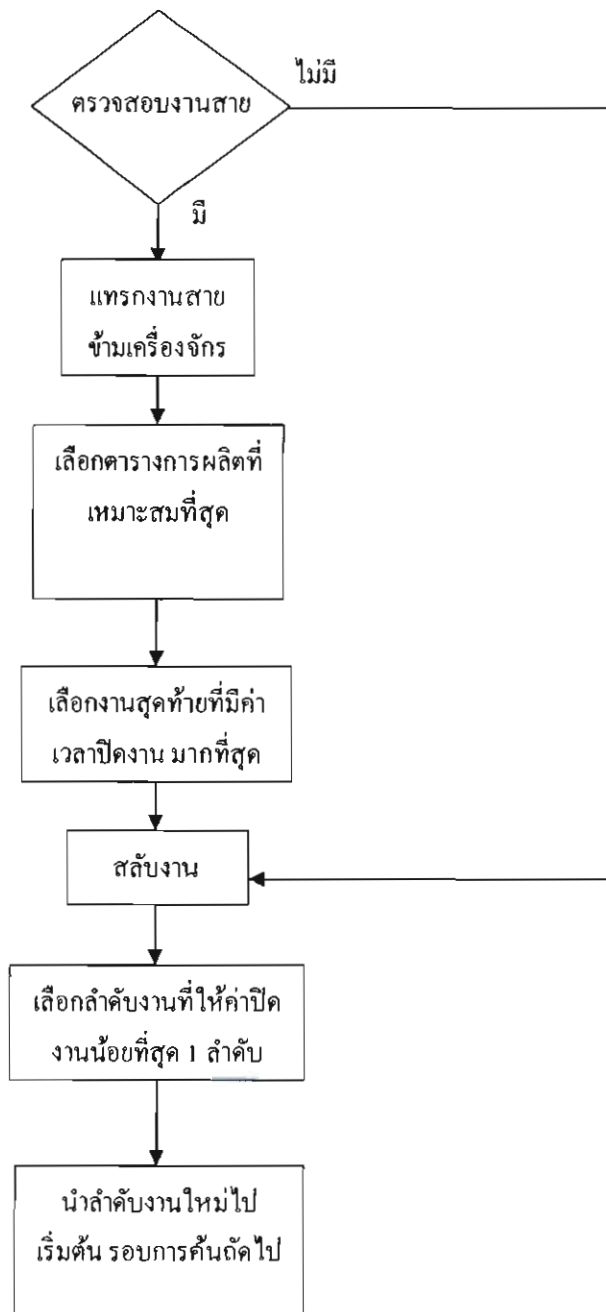 ไม่มี
ตรวจสอบงานสาย
มี
แทรกงานสาย
ข้ามเครื่องจักร
เลือกตารางการผลิตที่
เหมาะสมที่สุด
เลือกงานสุดท้ายที่มีค่า
เวลาปิดงาน มากที่สุด
สลับงาน
เลือกลำดับงานที่ให้ค่าปิด
งานน้อยที่สุด 1 ลำดับ
นำลำดับงานใหม่ไป
เริ่มต้น รอบการค้นถัดไป